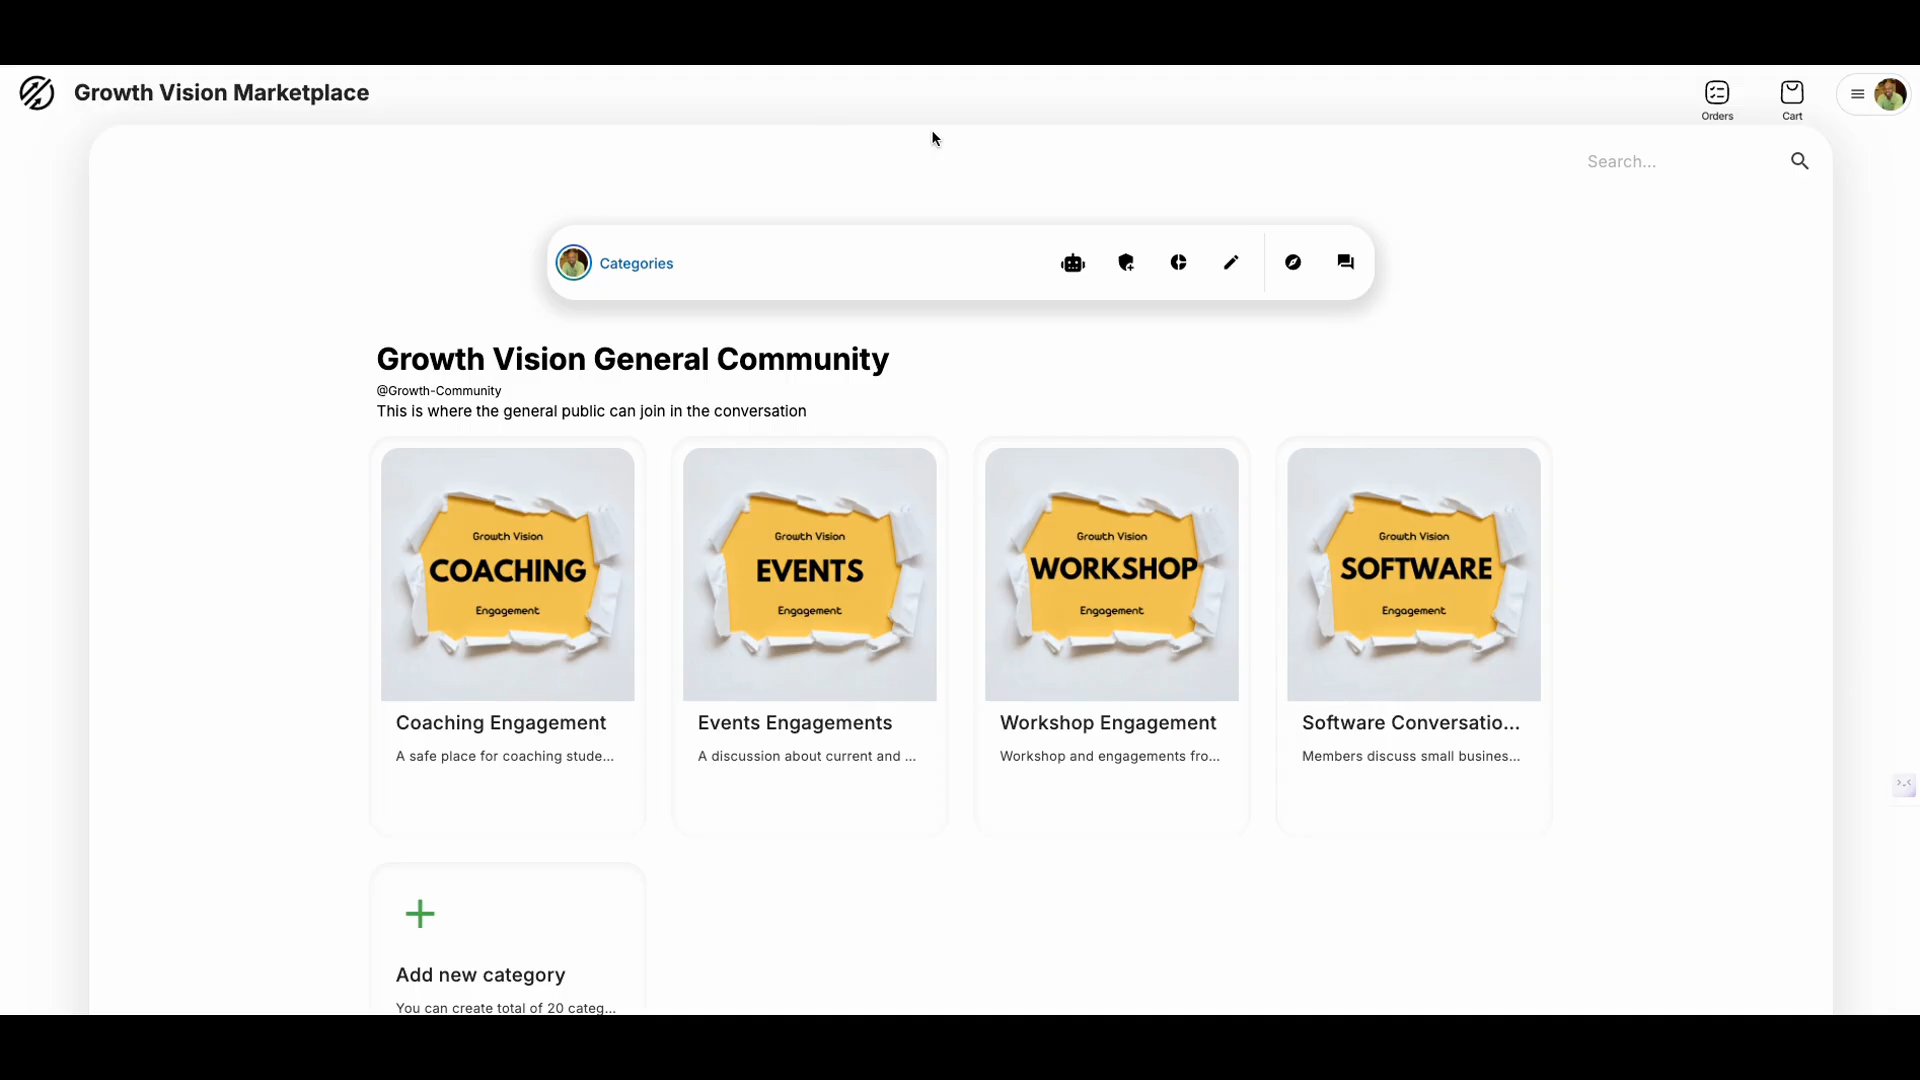 Growth Vision Marketplace
Orders
Cart
Search...
Categories
Growth Vision General Community
@Growth-Community
This is where the general public can join in the conversation
Growth Vision
COACHING
Engagement
Growth Vision
EVENTS
Engagement
Growth Vision
WORKSHOP
Engagement
Growth Vision
SOFTWARE
Engagement
Coaching Engagement
A safe place for coaching stude...
Events Engagements
A discussion about current and ...
Workshop Engagement
Workshop and engagements fro...
Software Conversatio...
Members discuss small busines...
Add new category
You can create total of 20 categ...